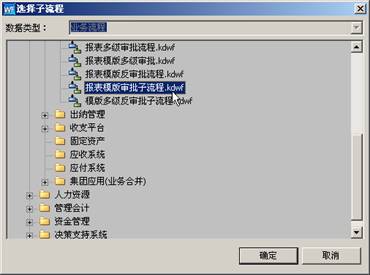 选择子流程
数据类型: 业务流程
报表多级审批流程.kdwf
报表模版多级审批.kdwf
报表模版反审批流程.kdwf
报表模版审批子流程.kdwf
模版多级反审批子流程.kdwf
出纳管理
收支平台
固定资产
应收系统
应付系统
集团应用(业务合并)
人力资源
管理会计
资金管理
决策支持系统
确定 取消